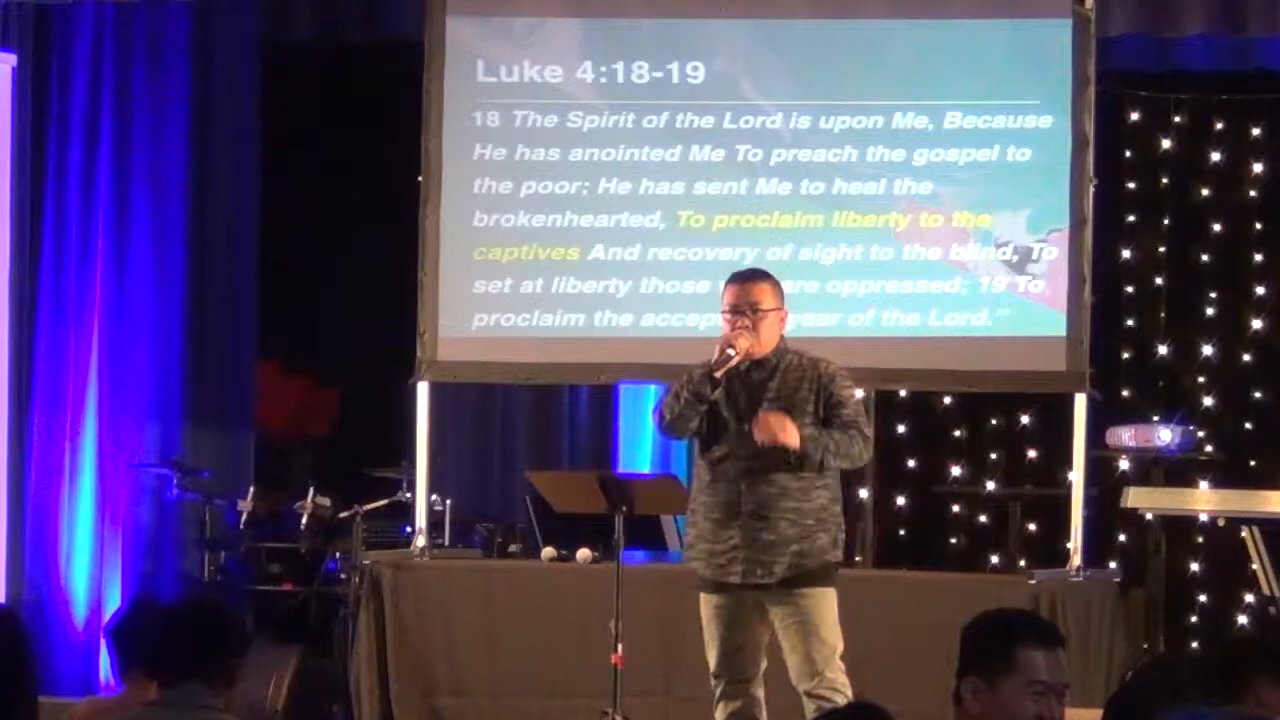 Luke 4:18-19
18 The Spirit of the Lord is upon Me, Because
He has anointed Me To preach the gospel to
the poor; He has sent Me to heal the
brokenhearted, To proclaim liberty to the
captives And recovery of sight to the blind, To
set at liberty those are oppressed; 19 To
proclaim the year of the Lord."